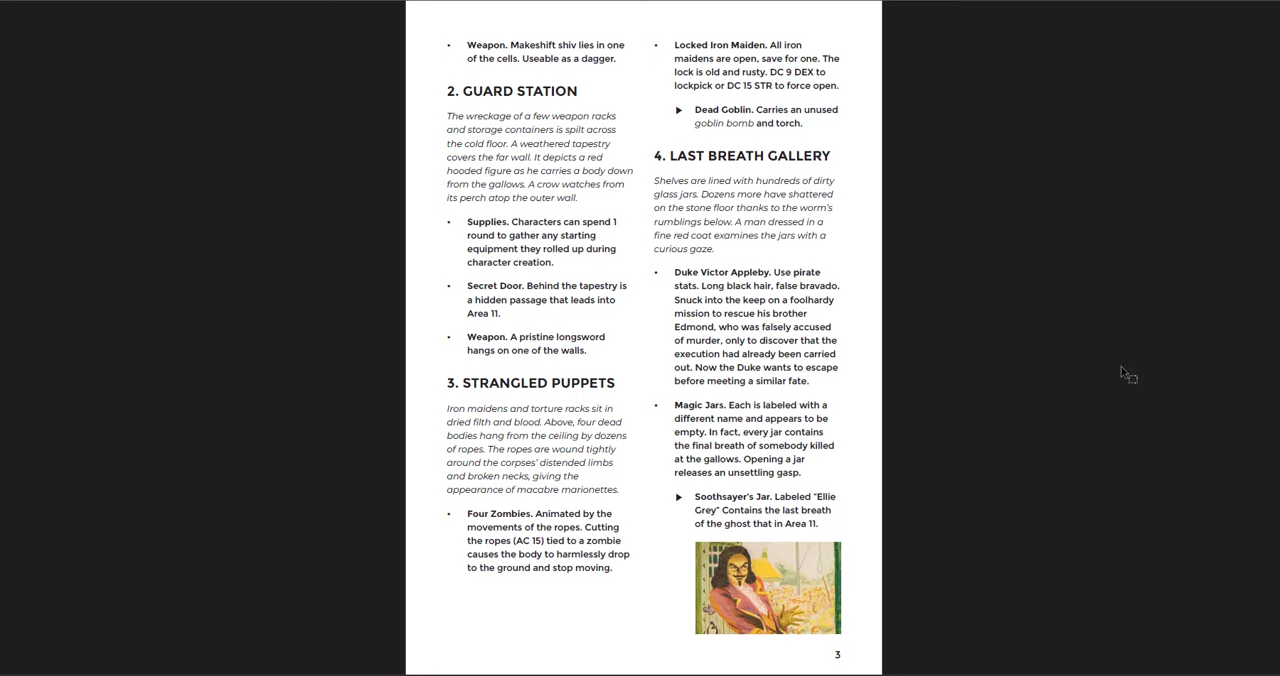 • Weapon. Makeshift shiv lies in one
of the cells. Useable as a dagger.
2. GUARD STATION
The wreckage of a few weapon racks
and storage containers is spilt across
the cold floor. A weathered tapestry
covers the far wall. It depicts a red
hooded figure as he carries a body down
from the gallows. A crow watches from
its perch atop the outer wall.
• Supplies. Characters can spend 1
round to gather any starting
equipment they rolled up during
character creation.
• Secret Door. Behind the tapestry is
a hidden passage that leads into
Area 11.
• Weapon. A pristine longsword
hangs on one of the walls.
3. STRANGLED PUPPETS
Iron maidens and torture racks sit in
dried filth and blood. Above, four dead
bodies hang from the ceiling by dozens
of ropes. The ropes are wound tightly
around the corpses' distended limbs
and broken necks, giving the
appearance of macabre marionettes.
• Four Zombies. Animated by the
movements of the ropes. Cutting
the ropes (AC 15) tied to a zombie
causes the body to harmlessly drop
to the ground and stop moving.
• Locked Iron Maiden. All iron
maidens are open, save for one. The
lock is old and rusty. DC 9 DEX to
lockpick or DC 15 STR to force open.
▶ Dead Goblin. Carries an unused
goblin bomb and torch.
4. LAST BREATH GALLERY
Shelves are lined with hundreds of dirty
glass jars. Dozens more have shattered
on the stone floor thanks to the worm's
rumblings below. A man dressed in a
fine red coat examines the jars with a
curious gaze.
• Duke Victor Appleby. Use pirate
stats. Long black hair, false bravado.
Snuck into the keep on a foolhardy
mission to rescue his brother
Edmond, who was falsely accused
of murder, only to discover that the
execution had already been carried
out. Now the Duke wants to escape
before meeting a similar fate.
• Magic Jars. Each is labeled with a
different name and appears to be
empty. In fact, every jar contains
the final breath of somebody killed
at the gallows. Opening a jar
releases an unsettling gasp.
▶ Soothsayer's Jar. Labeled "Ellie
Grey" Contains the last breath
of the ghost that in Area 11.
3